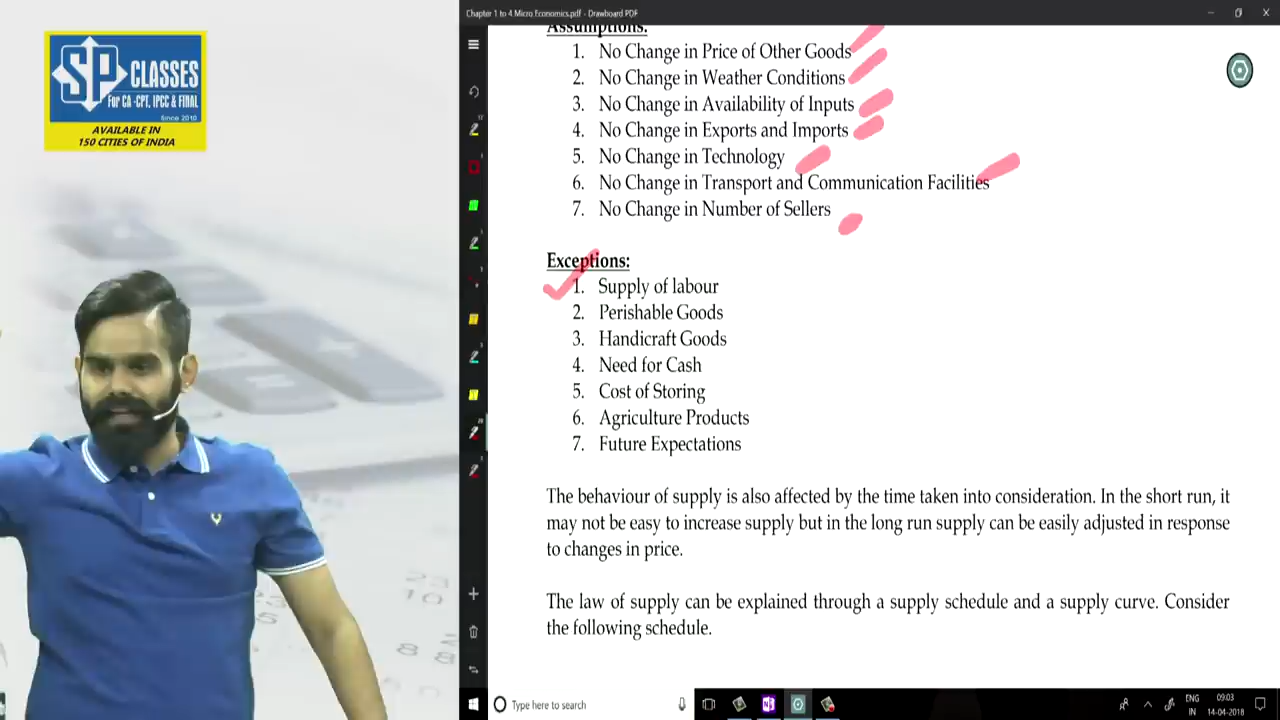 Chapter 1 to 4 Micro Economics.pdf - Drawboard PDF
SP CLASSES
For CA -CPT, IPCC & FINAL
Since 2010
AVAILABLE IN
150 CITIES OF INDIA
Assumptions:
1. No Change in Price of Other Goods
2. No Change in Weather Conditions
3. No Change in Availability of Inputs
4. No Change in Exports and Imports
5. No Change in Technology
6. No Change in Transport and Communication Facilities
7. No Change in Number of Sellers
Exceptions:
1. Supply of labour
2. Perishable Goods
3. Handicraft Goods
4. Need for Cash
5. Cost of Storing
6. Agriculture Products
7. Future Expectations
The behaviour of supply is also affected by the time taken into consideration. In the short run, it
may not be easy to increase supply but in the long run supply can be easily adjusted in response
to changes in price.
The law of supply can be explained through a supply schedule and a supply curve. Consider
the following schedule.
Type here to search
ENG
IN
09:03
14-04-2018